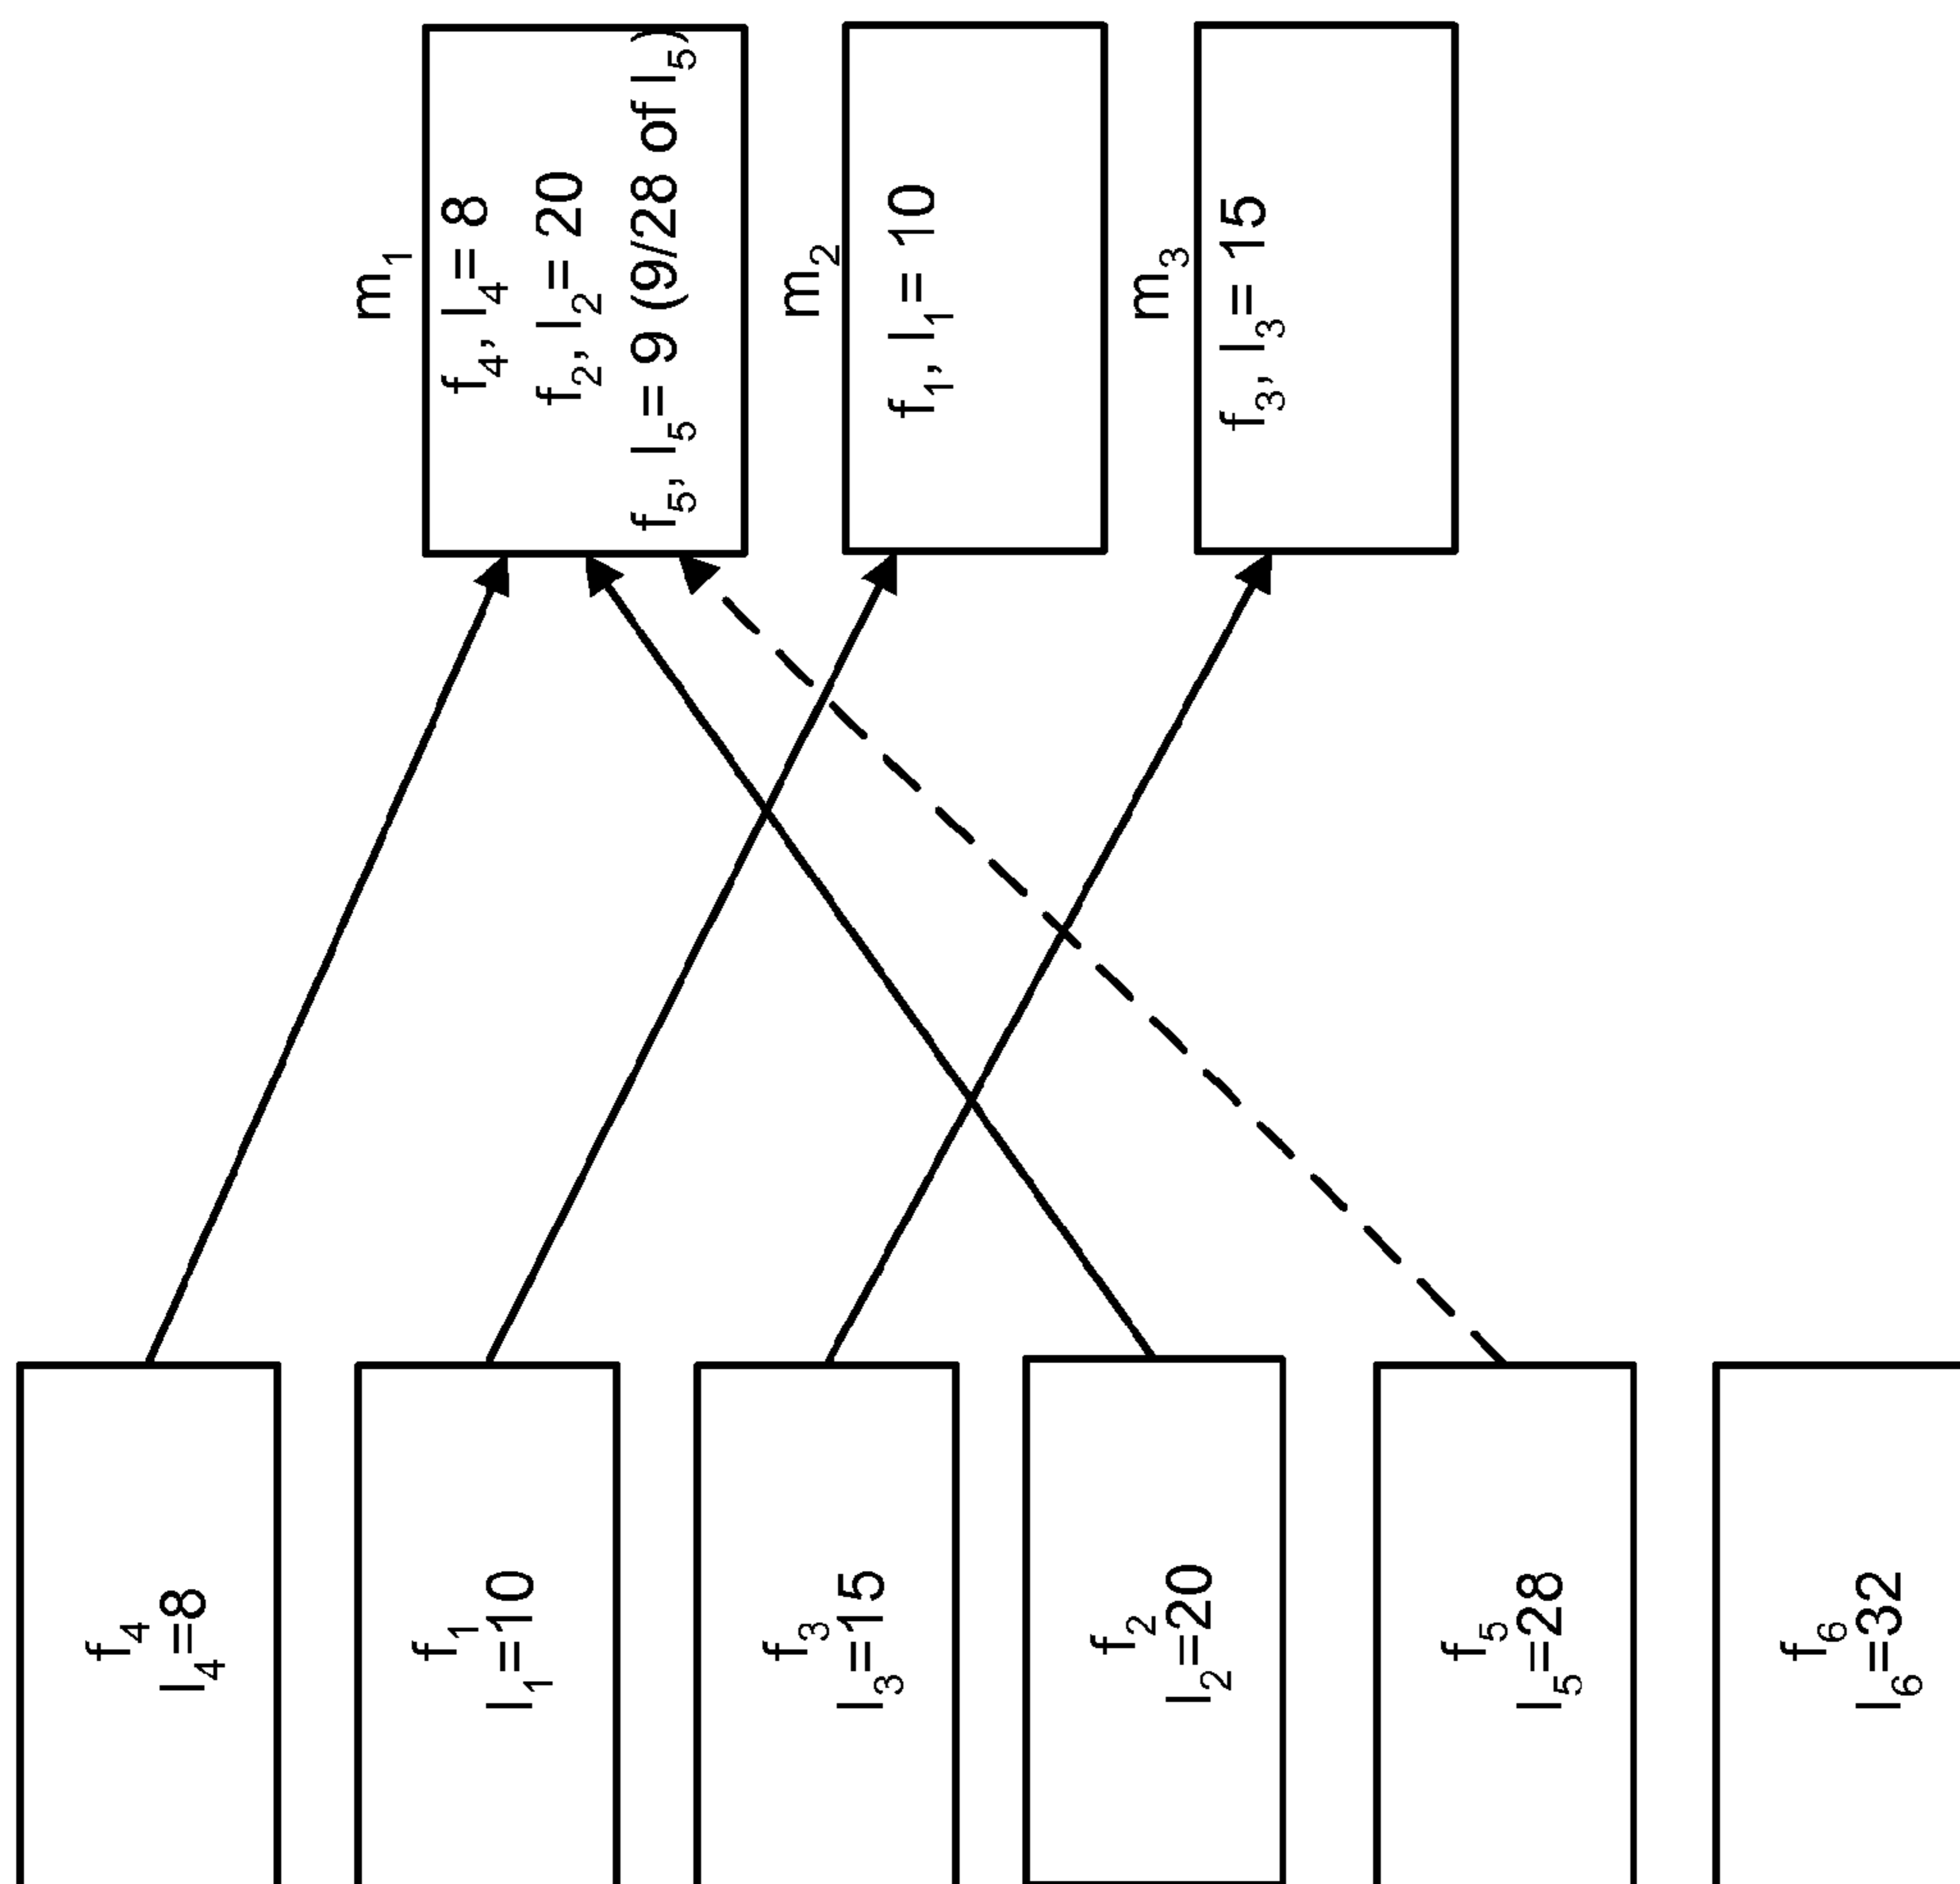 m1
f4, l4= 8
f2, l2= 20
f5, l5= 9 (9/28 of l5)
m2
f1, l1= 10
m3
f3, l3= 15
f4
l4=8
f1
l1=10
f3
l3=15
f2
l2=20
f5
l5=28
f6
l6=32